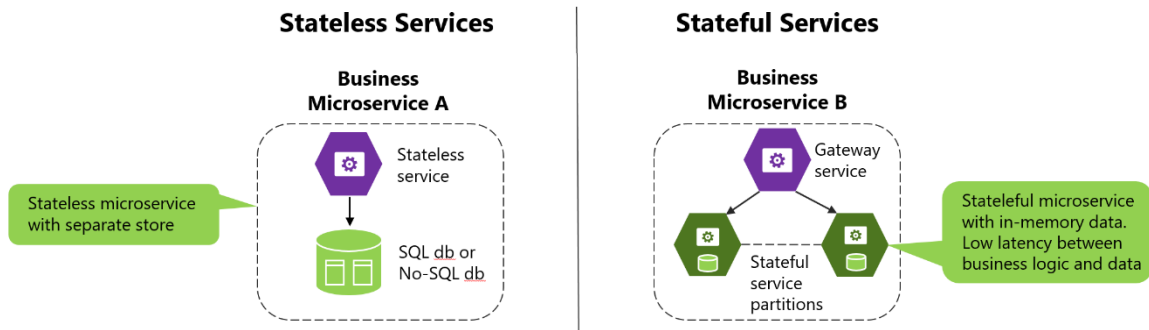 Stateless Services
Business
Microservice A
Stateless
service
Stateless microservice
with separate store
SQL db or
No-SQL db
Stateful Services
Business
Microservice B
Gateway
service
Stateful
service
partitions
Stateleful microservice
with in-memory data.
Low latency between
business logic and data